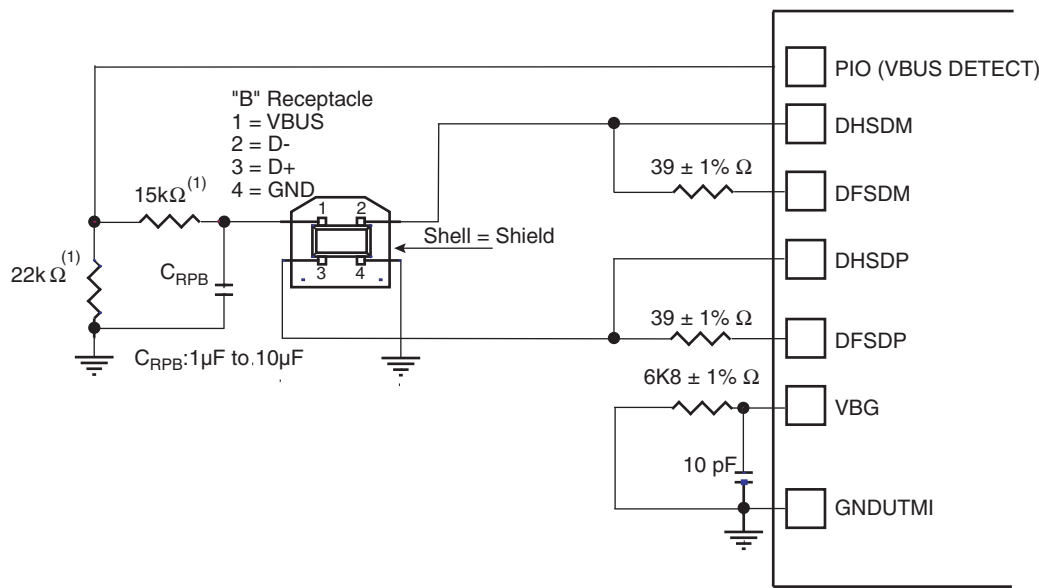 PIO (VBUS DETECT)
"B" Receptacle
1 = VBUS
2 = D-
3 = D+
4 = GND
DHSDM
39 ± 1% Ω
DFSDM
15kΩ(1)
1 2
Shell = Shield
3 4
DHSDP
22k Ω(1)
CRPB
39 ± 1% Ω
DFSDP
CRPB:1µF to 10µF
6K8 ± 1% Ω
VBG
10 pF
GNDUTMI